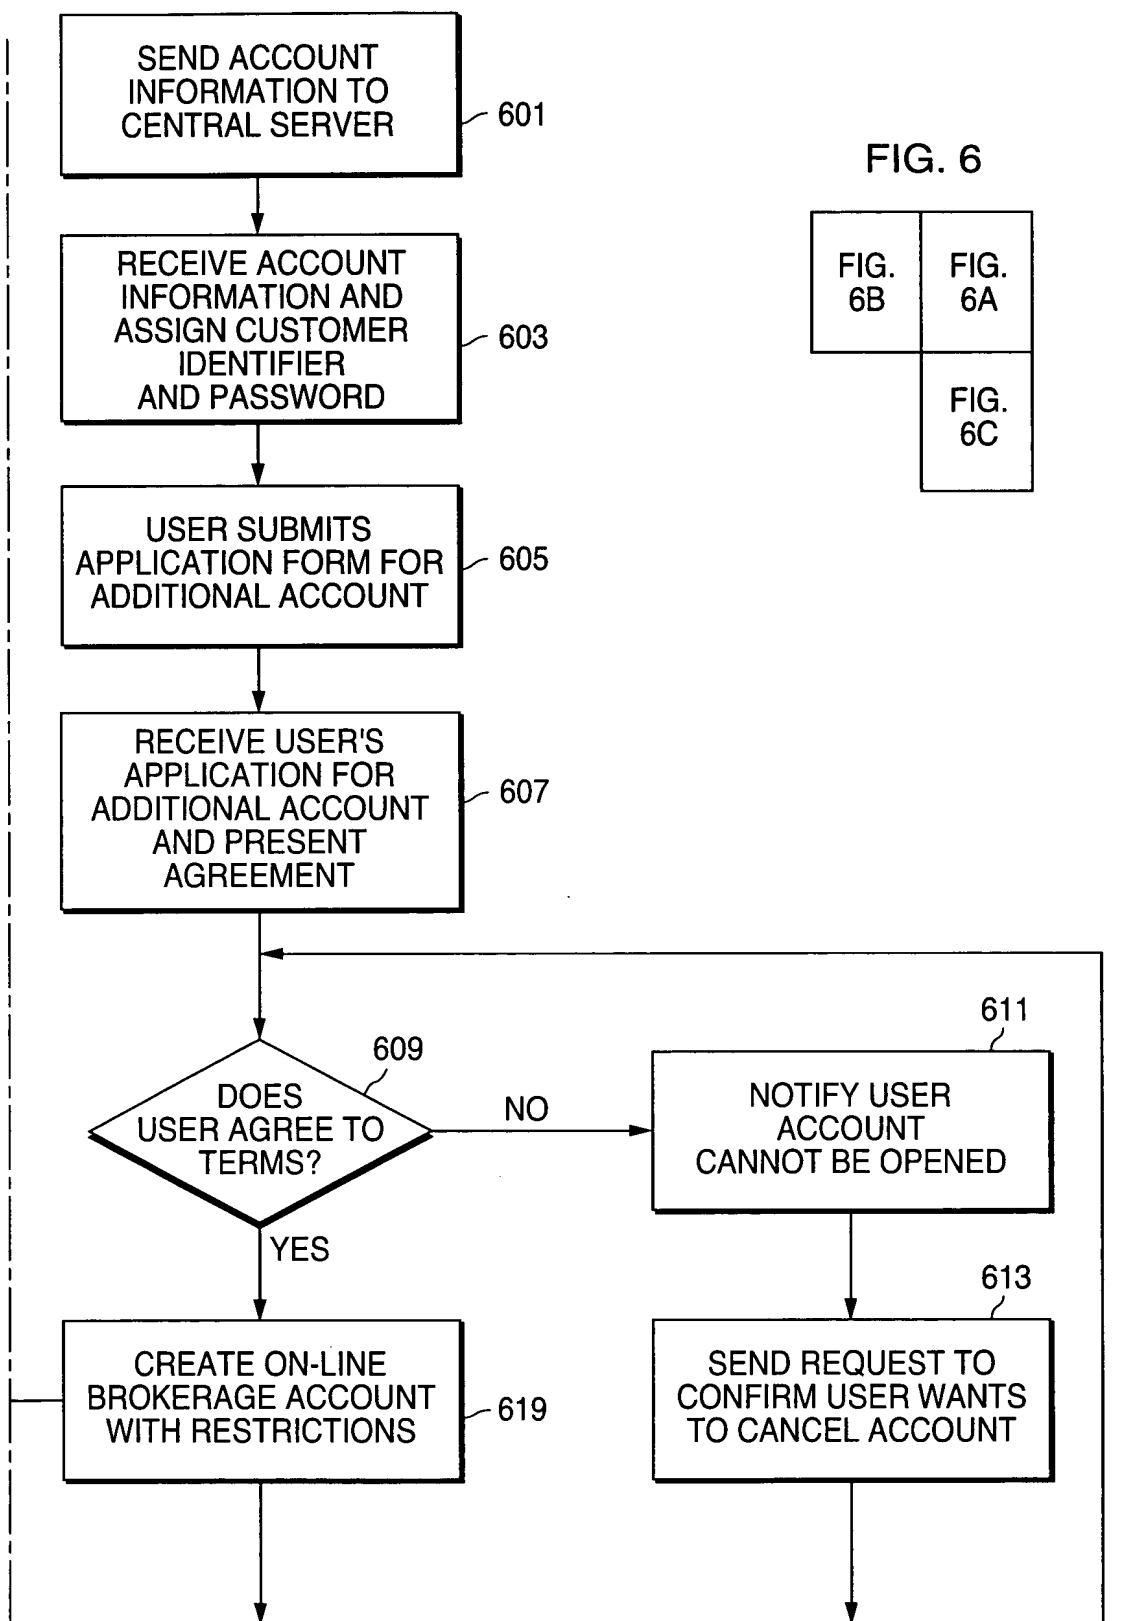 SEND ACCOUNT
INFORMATION TO
CENTRAL SERVER
601
FIG. 6
FIG.
6B
FIG.
6A
FIG.
6C
RECEIVE ACCOUNT
INFORMATION AND
ASSIGN CUSTOMER
IDENTIFIER
AND PASSWORD
603
USER SUBMITS
APPLICATION FORM FOR
ADDITIONAL ACCOUNT
605
RECEIVE USER'S
APPLICATION FOR
ADDITIONAL ACCOUNT
AND PRESENT
AGREEMENT
607
609
DOES
USER AGREE TO
TERMS?
NO
YES
611
NOTIFY USER
ACCOUNT
CANNOT BE OPENED
613
SEND REQUEST TO
CONFIRM USER WANTS
TO CANCEL ACCOUNT
CREATE ON-LINE
BROKERAGE ACCOUNT
WITH RESTRICTIONS
619